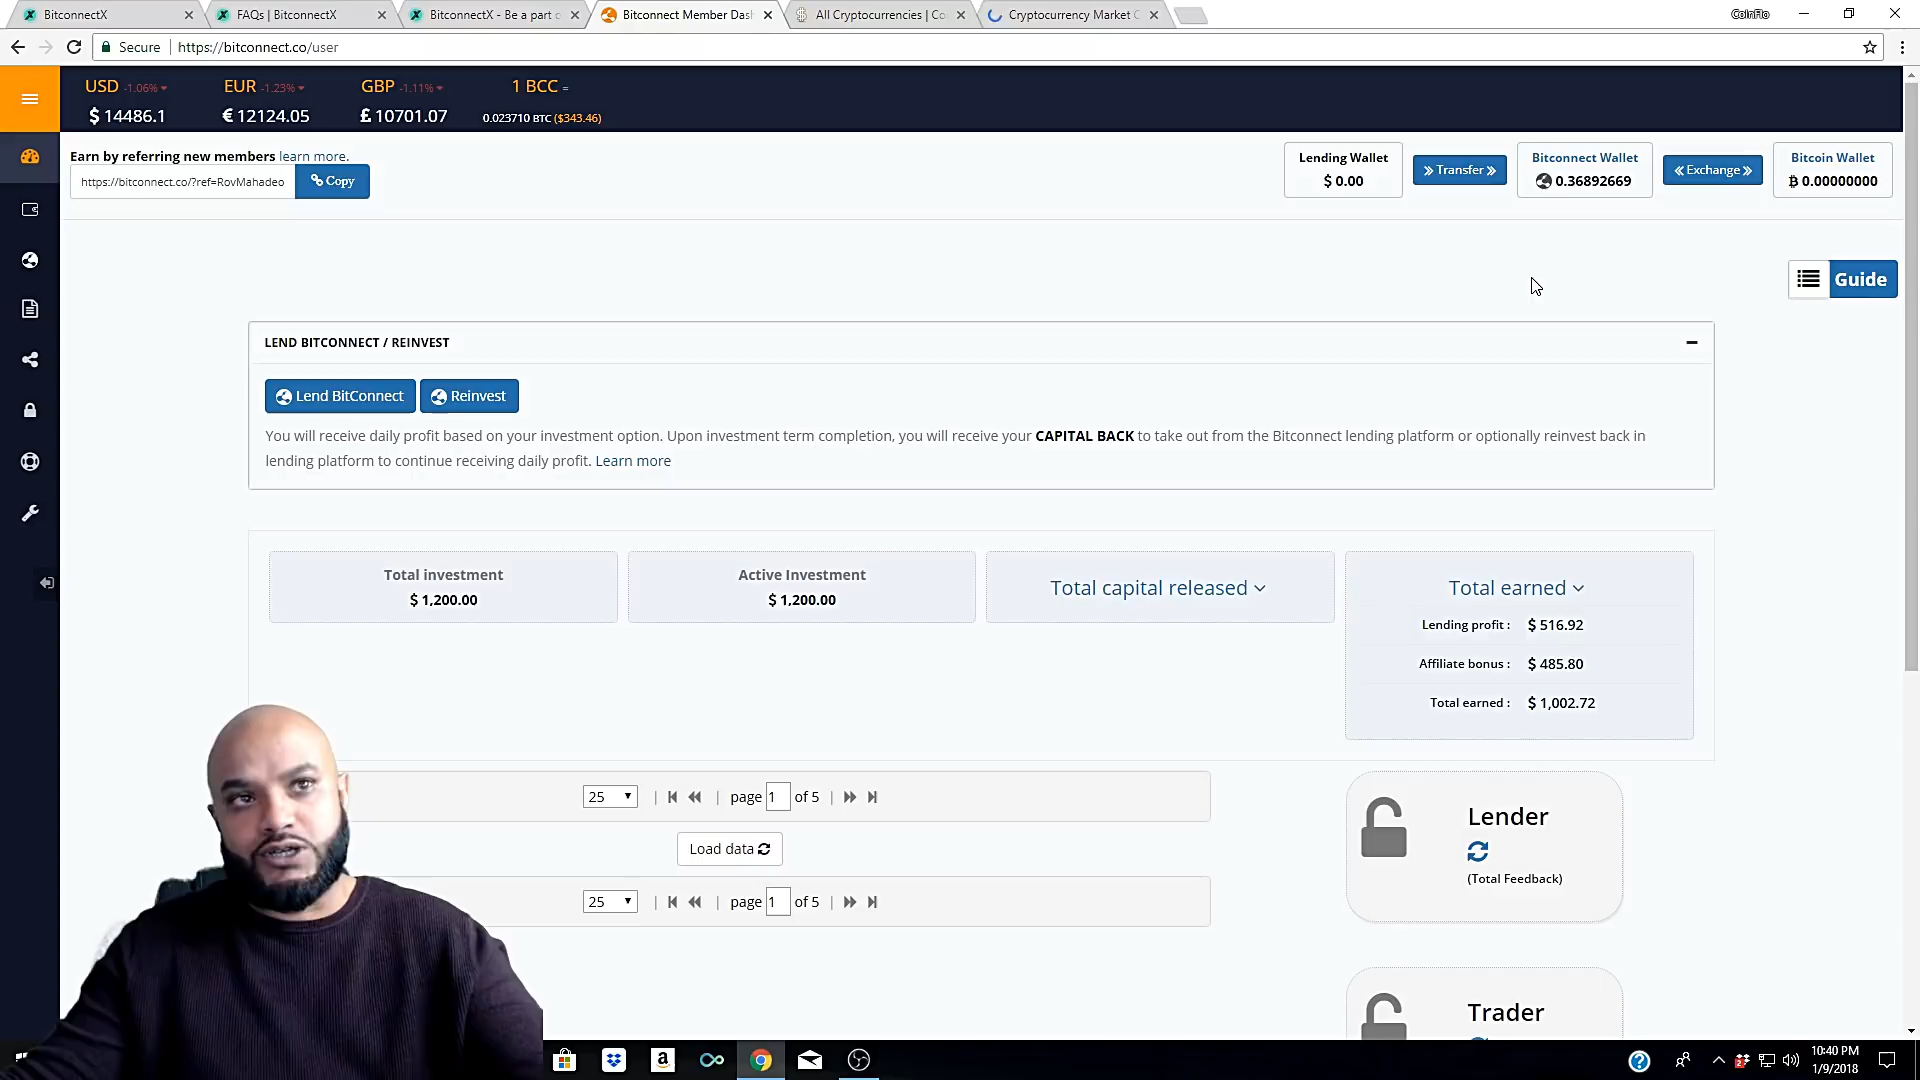 BitconnectX
FAQs | BitconnectX
BitconnectX - Be a part o
Bitconnect Member Das
All Cryptocurrencies | Co
Cryptocurrency Market C
CoinFlo
Secure
https://bitconnect.co/user
USD -1.06%
EUR -1.23%
GBP -1.11%
1 BCC =
$ 14486.1
€ 12124.05
£ 10701.07
0.023710 BTC ($343.46)
Earn by referring new members learn more.
https://bitconnect.co/?ref=RovMahadeo
Copy
Lending Wallet
$ 0.00
Transfer
Bitconnect Wallet
0.36892669
Exchange
Bitcoin Wallet
₿ 0.00000000
Guide
LEND BITCONNECT / REINVEST
Lend BitConnect
Reinvest
You will receive daily profit based on your investment option. Upon investment term completion, you will receive your CAPITAL BACK to take out from the Bitconnect lending platform or optionally reinvest back in
lending platform to continue receiving daily profit. Learn more
Total investment
$ 1,200.00
Active Investment
$ 1,200.00
Total capital released
Total earned
Lending profit : $ 516.92
Affiliate bonus : $ 485.80
Total earned : $ 1,002.72
25 | | page 1 of 5 |
Load data
25 | | page 1 of 5 |
Lender
(Total Feedback)
Trader
10:40 PM
1/9/2018